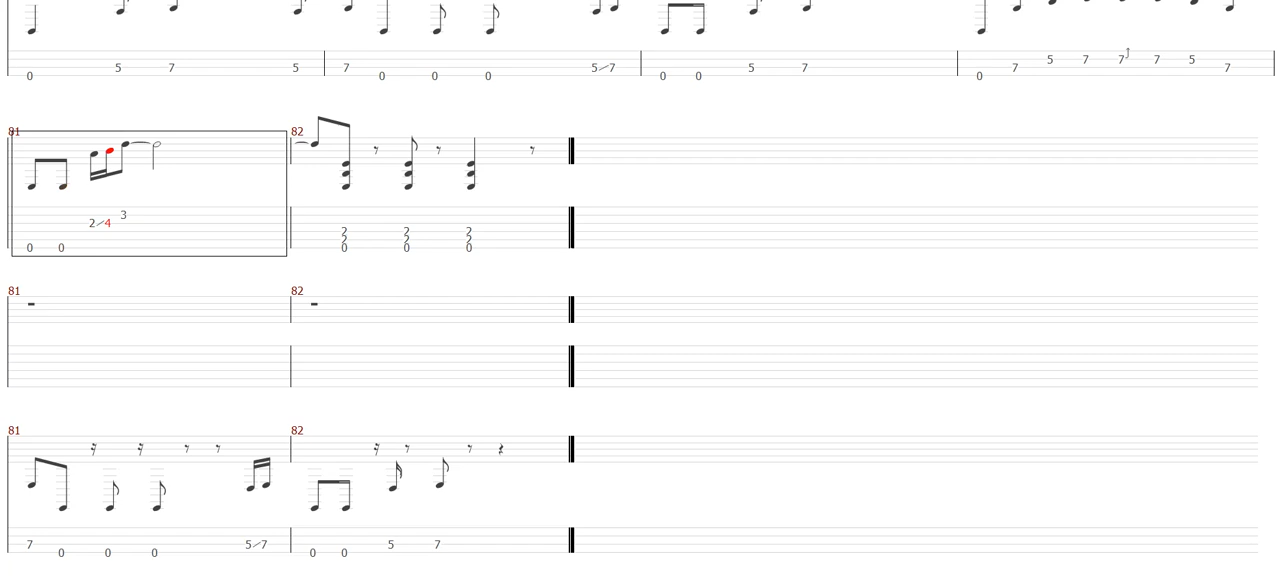 0 5 7 5 7 0 0 0 5 7 0 0 5 7 0 7 5 7 7 7 5 7
81 82
3
2 4
2 2 2
2 2 2
0 0 0 0 0
81 82
81 82
7 5 7 5 7
0 0 0 0 0